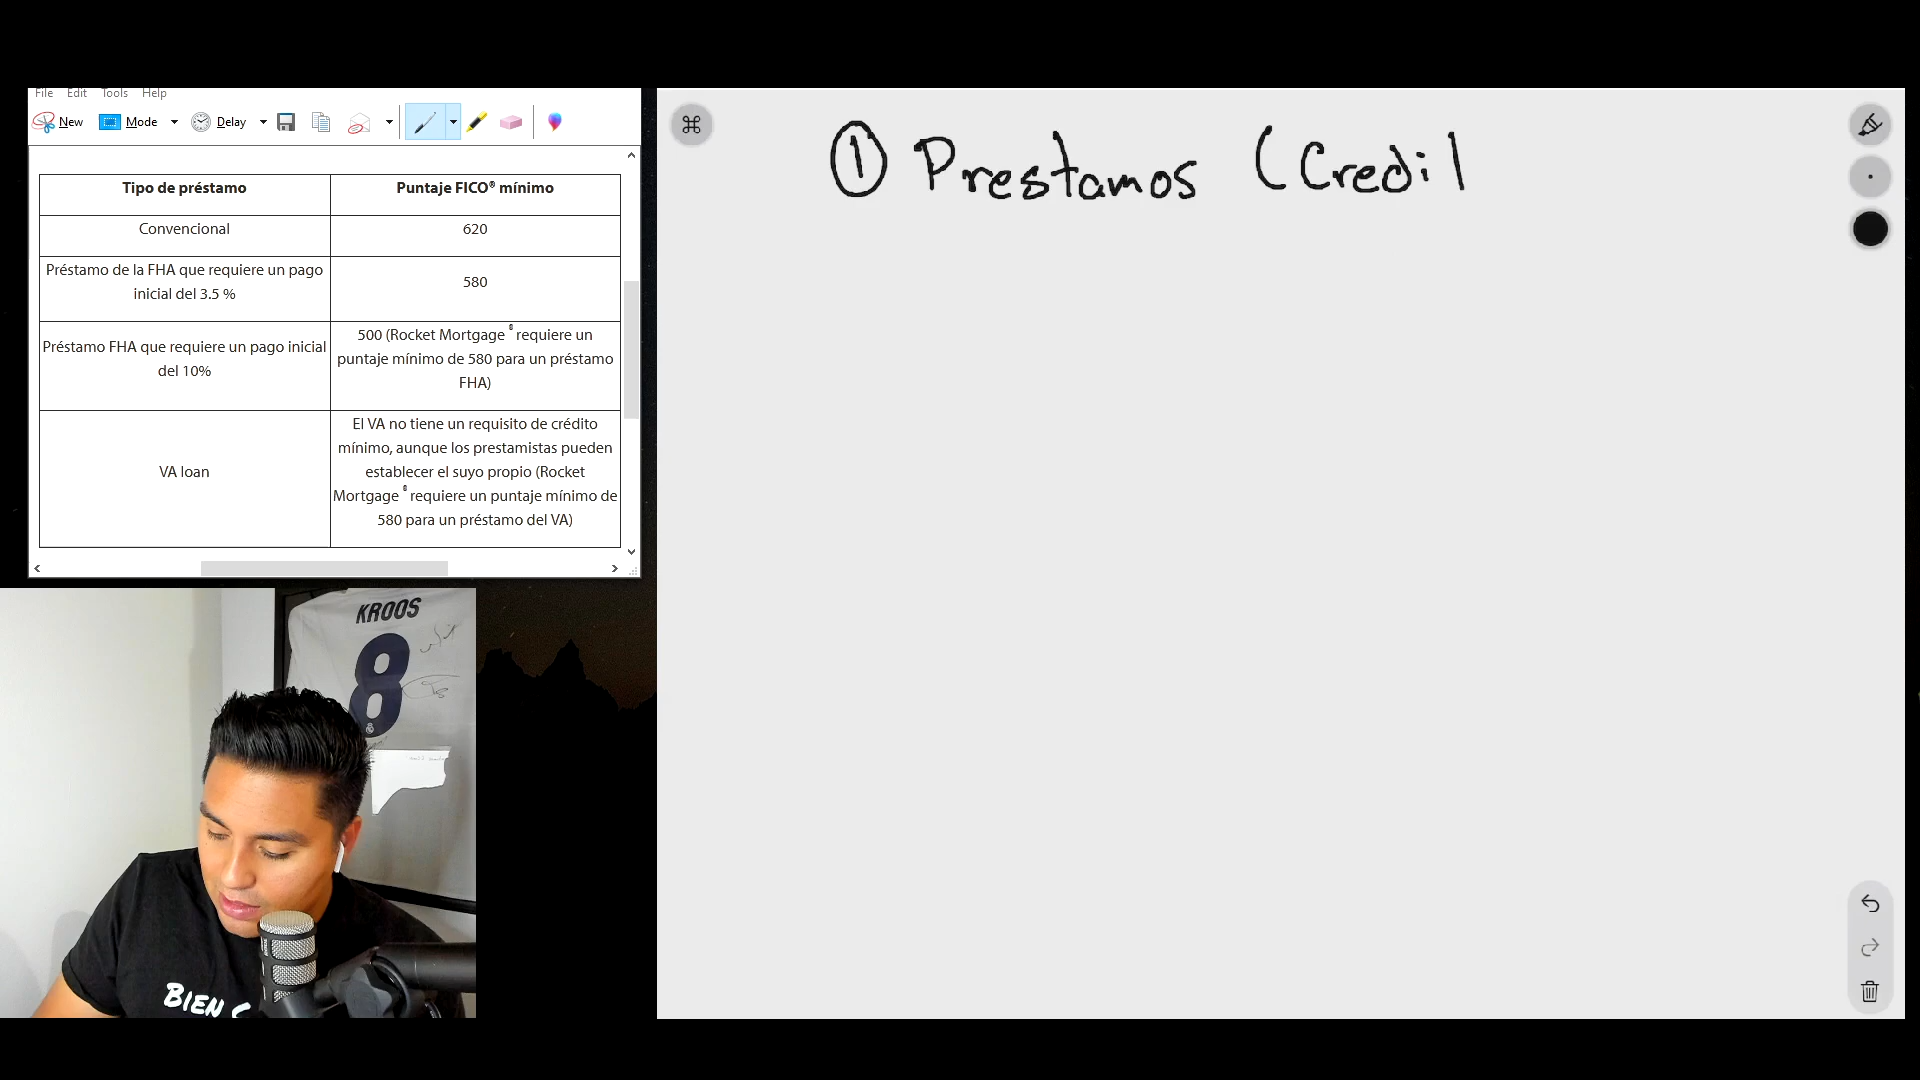 File Edit Tools Help
New Mode Delay
Tipo de préstamo Puntaje FICO® mínimo
Convencional 620
Préstamo de la FHA que requiere un pago
inicial del 3.5 %
580
Préstamo FHA que requiere un pago inicial
del 10%
500 (Rocket Mortgage® requiere un
puntaje mínimo de 580 para un préstamo
FHA)
VA loan
El VA no tiene un requisito de crédito
mínimo, aunque los prestamistas pueden
establecer el suyo propio (Rocket
Mortgage® requiere un puntaje mínimo de
580 para un préstamo del VA)
① Prestamos (Credil
KROOS
8
BIEN